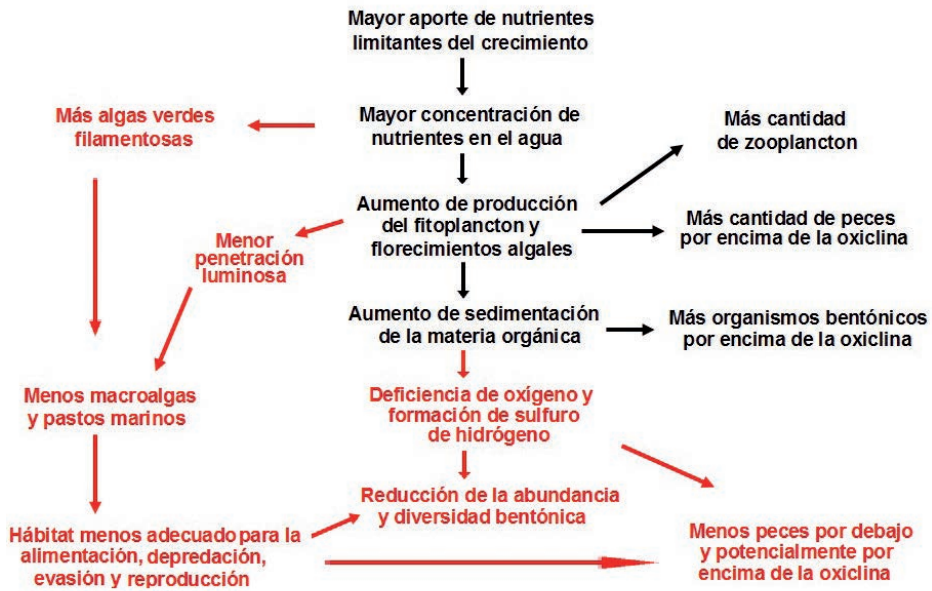 Mayor aporte de nutrientes
limitantes del crecimiento
Más algas verdes
filamentosas
Mayor concentración de
nutrientes en el agua
Más cantidad
de zooplancton
Aumento de producción
del fitoplancton y
florecimientos algales
Más cantidad de peces
por encima de la oxiclina
Menor
penetración
luminosa
Aumento de sedimentación
de la materia orgánica
Más organismos bentónicos
por encima de la oxiclina
Menos macroalgas
y pastos marinos
Deficiencia de oxígeno y
formación de sulfuro
de hidrógeno
Reducción de la abundancia
y diversidad bentónica
Hábitat menos adecuado para la
alimentación, depredación,
evasión y reproducción
Menos peces por debajo
y potencialmente por
encima de la oxiclina